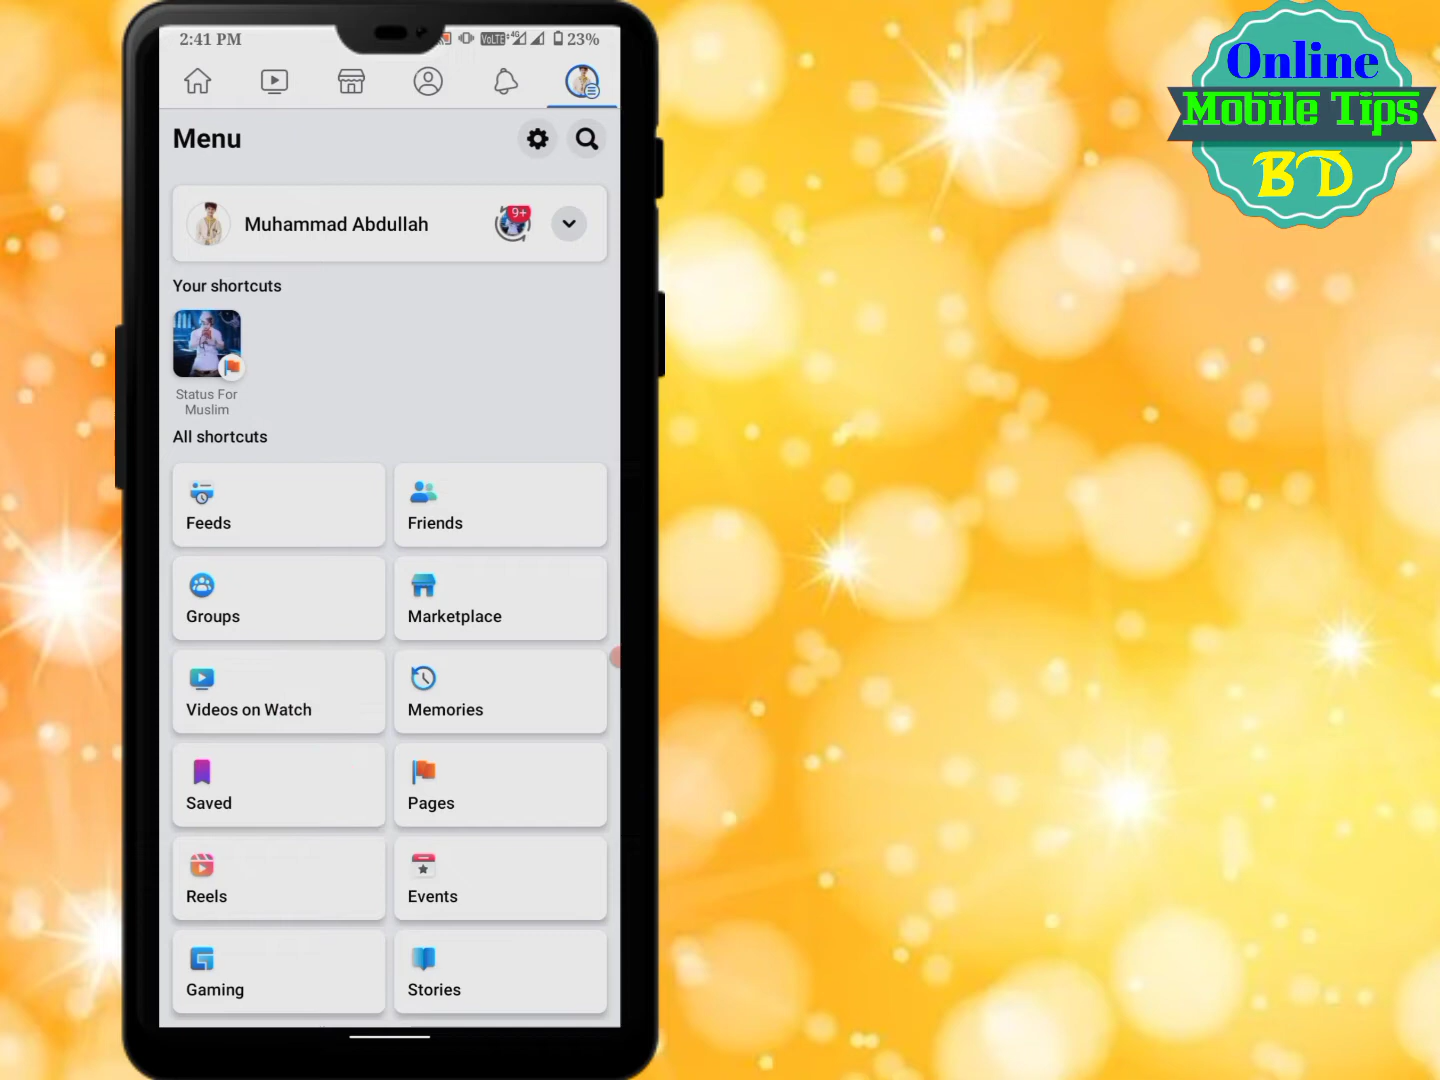 2:41 PM
VoLTE 4G 23%
Menu
Muhammad Abdullah
9+
Your shortcuts
Status For
Muslim
All shortcuts
Feeds
Friends
Groups
Marketplace
Videos on Watch
Memories
Saved
Pages
Reels
Events
Gaming
Stories
Online
Mobile Tips
BD